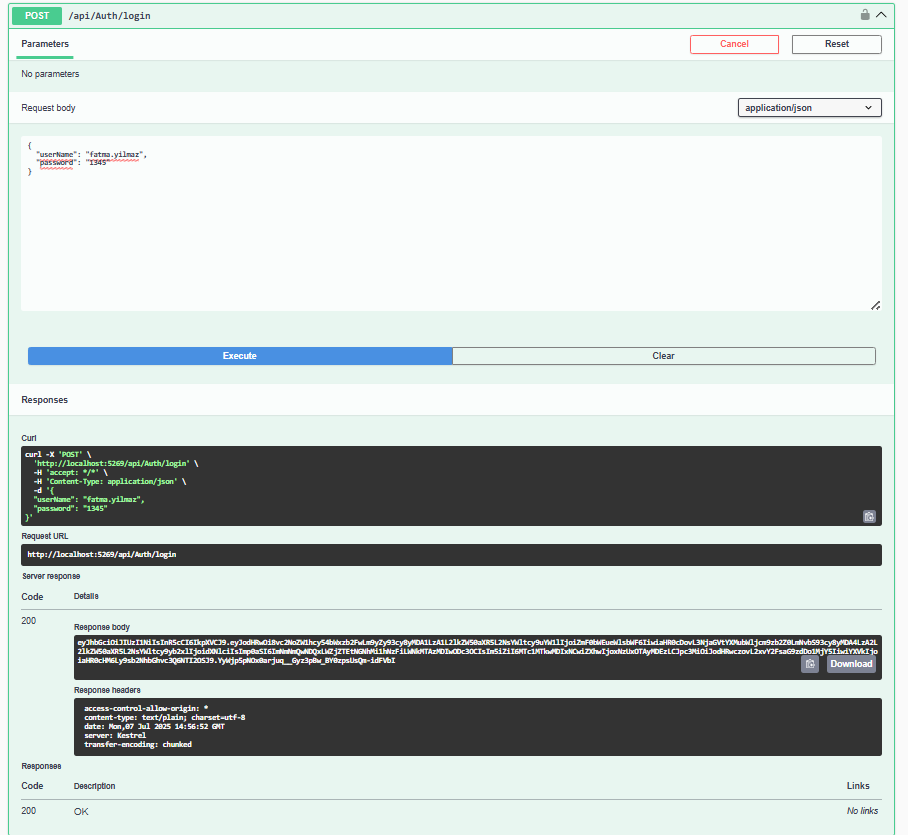 POST /api/Auth/login
Parameters
Cancel
Reset
No parameters
Request body
application/json
{
"userName": "fatma.yilmaz",
"password": "1345"
}
Execute
Clear
Responses
Curl
curl -X 'POST' \
'http://localhost:5269/api/Auth/login' \
-H 'accept: */*' \
-H 'Content-Type: application/json' \
-d '{
"userName": "fatma.yilmaz",
"password": "1345"
}'
Request URL
http://localhost:5269/api/Auth/login
Server response
Code Details
200
Response body
Download
Response headers
access-control-allow-origin: *
content-type: text/plain; charset=utf-8
date: Mon,07 Jul 2025 14:56:52 GMT
server: Kestrel
transfer-encoding: chunked
Responses
Code Description Links
200 OK No links